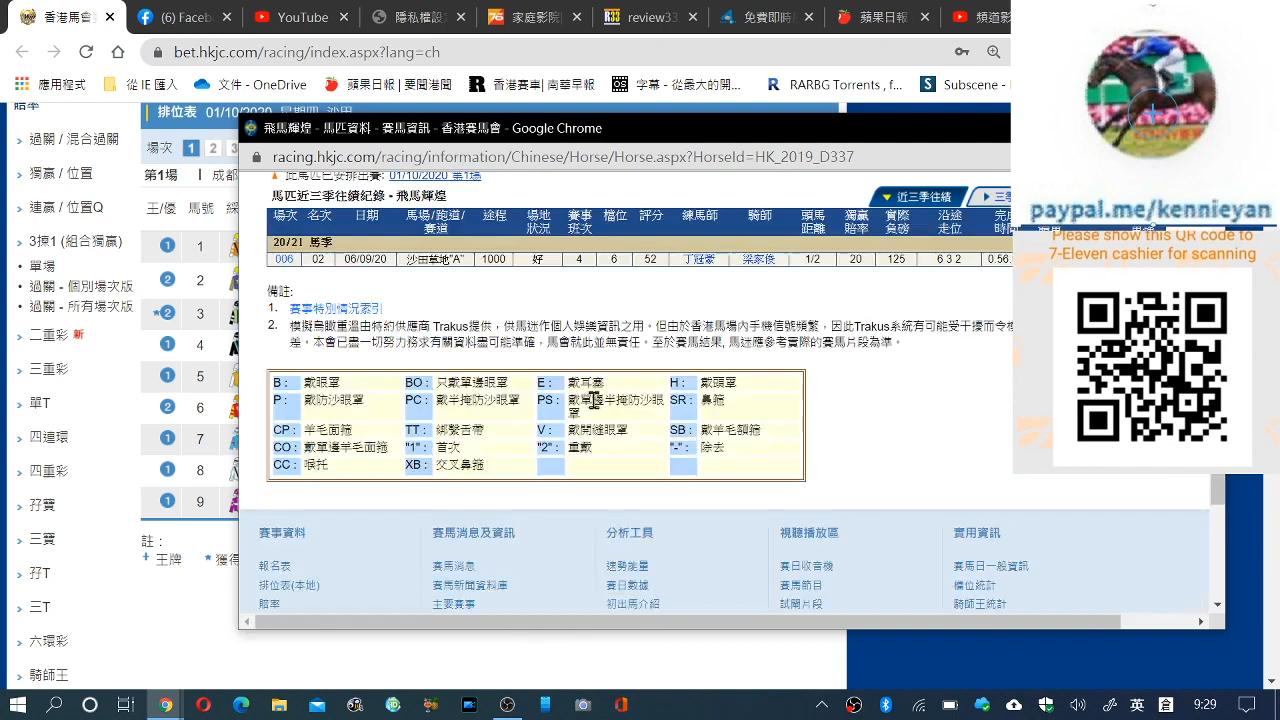 香港賽馬會
(6) Faceb
YouTube
review33
免費即
蘋果日報
bet.hkjc.com/racing/index.aspx?lang=ch
應用程式
從 IE 匯入
文件 - OneDrive
蘋果日報|香港開
香港賽事| 南華早報
字幕 - 從最大的開...
RARBG Torrents , f...
Subscene -
賠率
過關 / 混合過關
獨贏 / 位置
連贏 / 位置Q
3揀1 (組合獨贏)
單場
過關 - 個別場次版
過關 - 所有場次版
二重彩 新
三重彩
單T
四連環
四重彩
孖寶
三寶
孖T
三T
六環彩
騎師王
排位表 01/10/2020 星期四 沙田
場次 1 2 3
第1場 | 成都
王/優 馬號
1 1
2 2
2 3
1 4
1 5
2 6
1 7
1 8
1 9
註 :
王牌 * 獲得
飛馬輝煌 - 馬匹資料 - 賽馬資訊 - 香港賽馬會 - Google Chrome
racing.hkjc.com/racing/information/Chinese/Horse/Horse.aspx?HorseId=HK_2019_D337
此馬匹已安排出賽: 01/10/2020 第1場
馬匹近三季往績紀錄 - 飛馬輝煌
近三季往績
三季
場次 名次 日期 馬場/跑道/賽道 途程 場地狀況 賽事班次 檔位 評分 練馬師 騎師 頭馬距離 獨贏賠率 實際負磅 沿途走位 完
20/21 馬季
006 02 沙田草地"A" 1000 好 4 6 52 丁冠豪 梁家俊 1/2 20 125 6 3 2 0.56.
備註:
1. 賽事特別情況索引
2. 模擬鳥瞰重溫由特約供應商 Trakus提供，供馬迷作個人娛樂資訊之用。但由於香港馬場內手機信號頻繁，因此Trakus系統有可能受干擾而令模
差。本會已盡一切努力務求有關資訊盡可能準確，馬會就此並無責任。至於賽馬結果, 馬迷應參考實際的賽馬片段為準。
B : 戴眼罩 BO : 只戴單邊眼罩 E : 戴耳塞 H : 戴頭罩
P : 戴防沙眼罩 PC : 戴半掩防沙眼罩 PS : 戴單邊半掩防沙眼罩 SR : 鼻箍
CP : 羊毛面箍 TT : 綁繫舌帶 V : 戴開縫眼罩 SB : 戴羊毛額箍
CO : 戴單邊羊毛面箍 "1" : 首次 "2" : 重戴 "-" : 除去
CC : 喉托 XB : 交叉鼻箍
賽事資料 賽馬消息及資訊 分析工具 視聽播放區 實用資訊
報名表 賽馬消息 速勢能量 賽日收音機 賽馬日一般資訊
排位表(本地) 賽馬新聞資料庫 賽日數據 賽馬節目 檔位統計
賠率 主要賽事 初出馬介紹 試閘片段 騎師王統計
paypal.me/kennieyan
Please show this QR code to
7-Eleven cashier for scanning
英
9:29